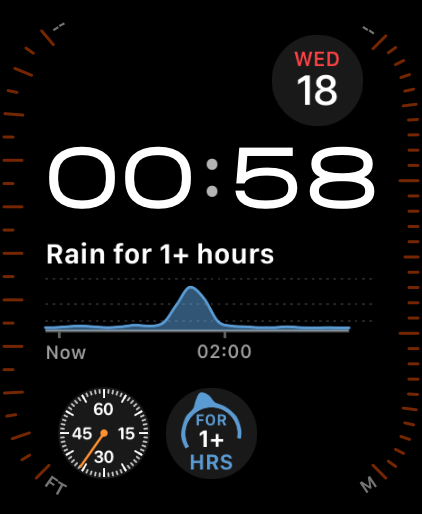 --
--
WED
18
00:58
Rain for 1+ hours
Now
02:00
60
45
15
30
FOR
1+
HRS
FT
M